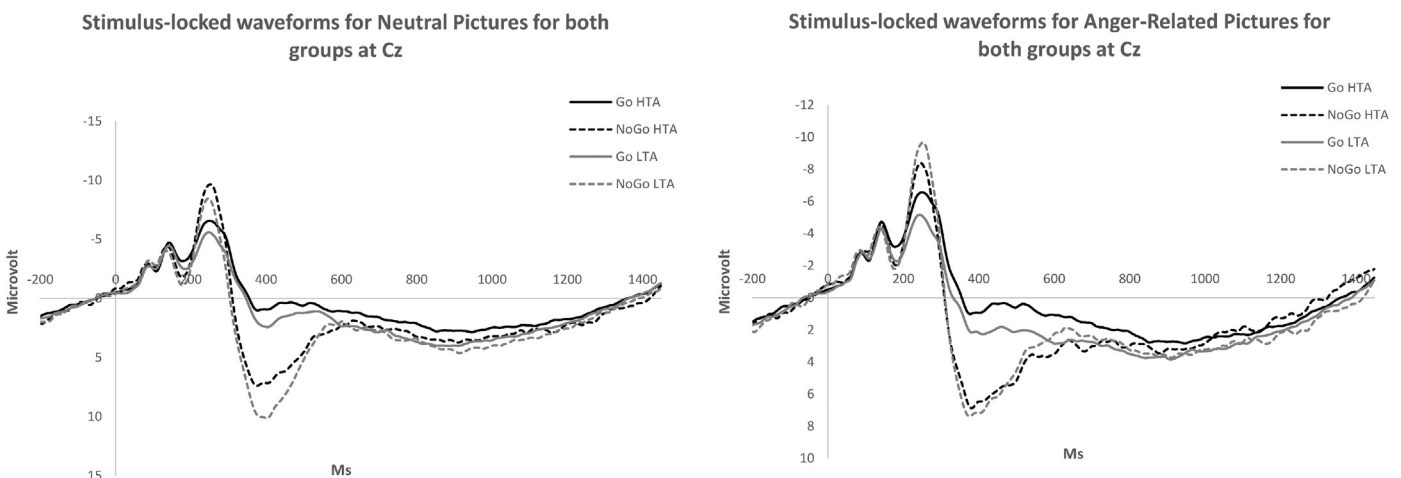 Stimulus-locked waveforms for Neutral Pictures for both
groups at Cz
Go HTA
NoGo HTA
Go LTA
NoGo LTA
-15
-10
-5
0
5
10
15
-200
0
200
400
600
800
1000
1200
1400
Microvolt
Ms
Stimulus-locked waveforms for Anger-Related Pictures for
both groups at Cz
Go HTA
NoGo HTA
Go LTA
NoGo LTA
-12
-10
-8
-6
-4
-2
0
2
4
6
8
10
-200
0
200
400
600
800
1000
1200
1400
Microvolt
Ms